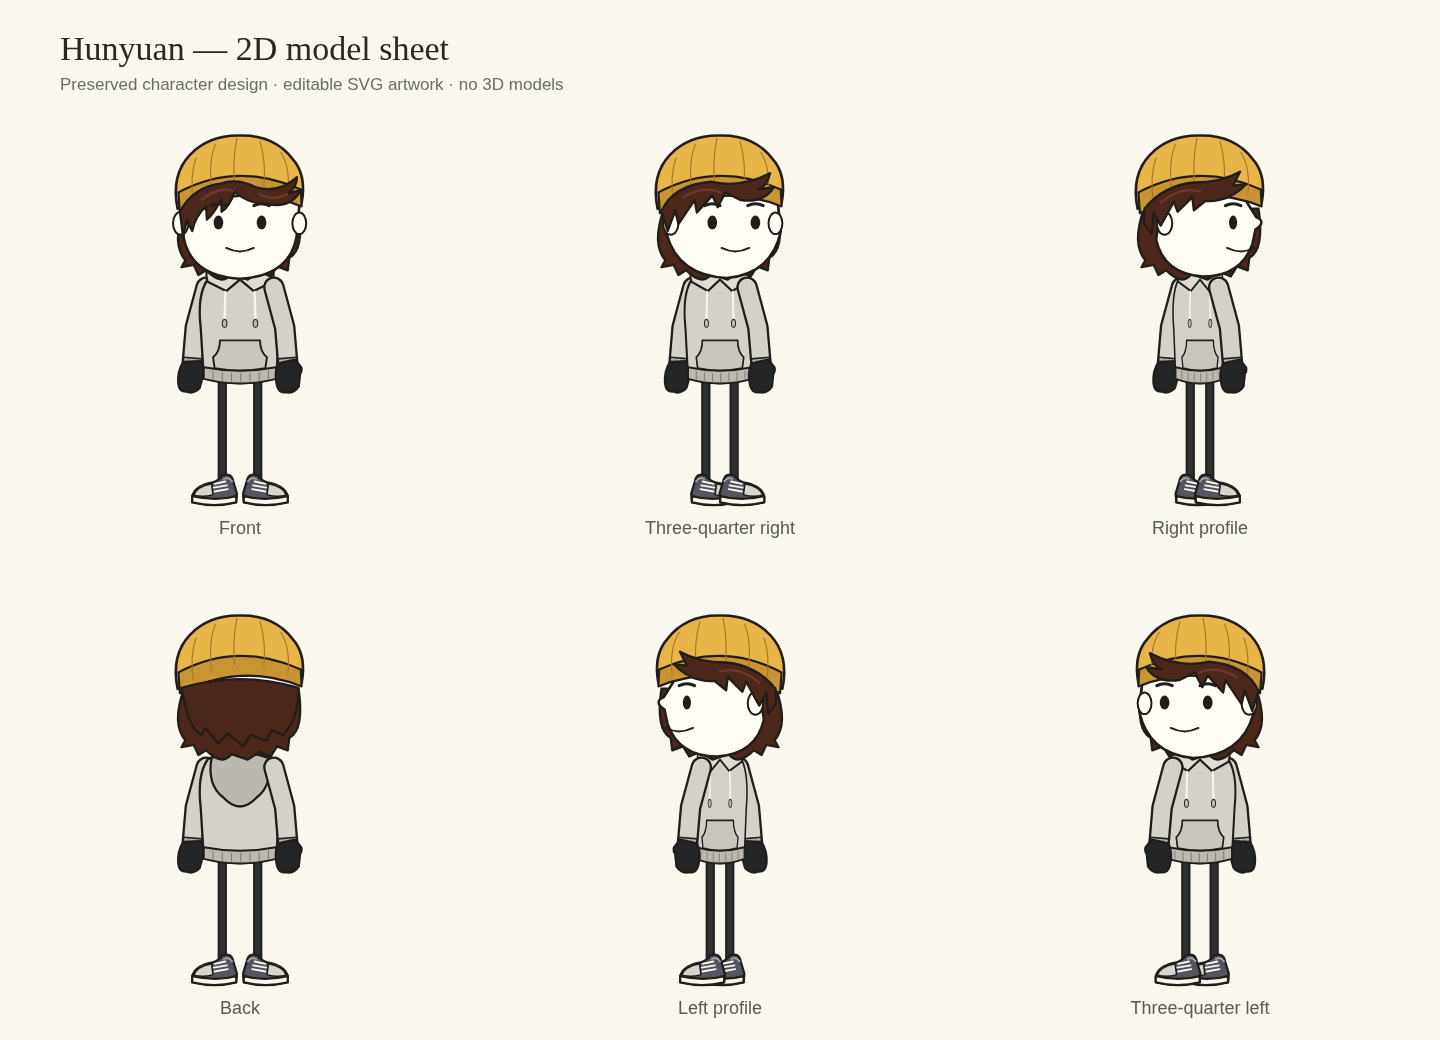 Hunyuan — 2D model sheet
Preserved character design · editable SVG artwork · no 3D models
Front
Three-quarter right
Right profile
Back
Left profile
Three-quarter left